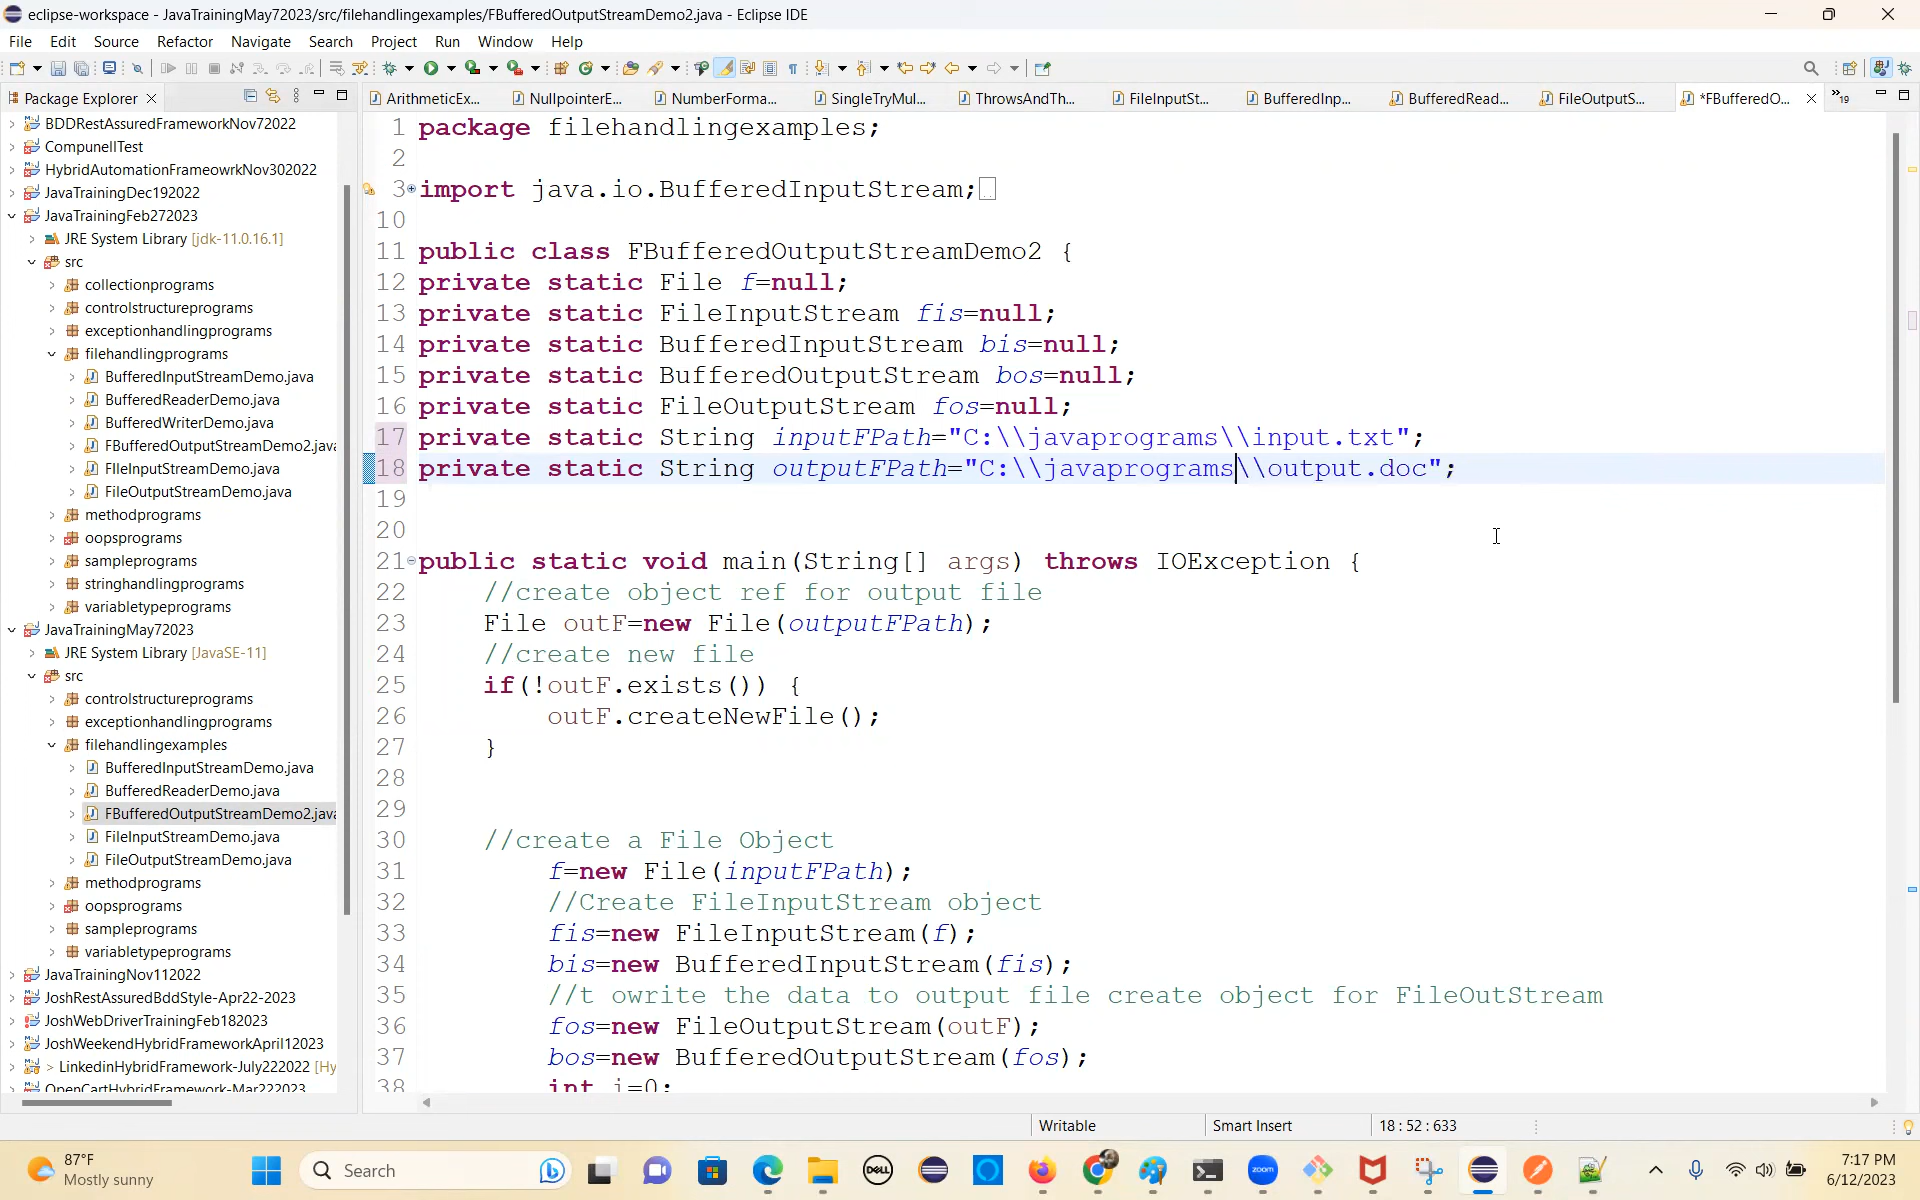 eclipse-workspace - JavaTrainingMay72023/src/filehandlingexamples/FBufferedOutputStreamDemo2.java - Eclipse IDE
File Edit Source Refactor Navigate Search Project Run Window Help
Package Explorer
ArithmeticEx... NullpointerE... NumberForma... SingleTryMul... ThrowsAndTh... FileInputSt... BufferedInp... BufferedRead... FileOutputS... *FBufferedO... »19
BDDRestAssuredFrameworkNov72022
CompunellTest
HybridAutomationFrameowrkNov302022
JavaTrainingDec192022
JavaTrainingFeb272023
JRE System Library [jdk-11.0.16.1]
src
collectionprograms
controlstructureprograms
exceptionhandlingprograms
filehandlingprograms
BufferedInputStreamDemo.java
BufferedReaderDemo.java
BufferedWriterDemo.java
FBufferedOutputStreamDemo2.java
FIleInputStreamDemo.java
FileOutputStreamDemo.java
methodprograms
oopsprograms
sampleprograms
stringhandlingprograms
variabletypeprograms
JavaTrainingMay72023
JRE System Library [JavaSE-11]
src
controlstructureprograms
exceptionhandlingprograms
filehandlingexamples
BufferedInputStreamDemo.java
BufferedReaderDemo.java
FBufferedOutputStreamDemo2.java
FileInputStreamDemo.java
FileOutputStreamDemo.java
methodprograms
oopsprograms
sampleprograms
variabletypeprograms
JavaTrainingNov112022
JoshRestAssuredBddStyle-Apr22-2023
JoshWebDriverTrainingFeb182023
JoshWeekendHybridFrameworkApril12023
> LinkedinHybridFramework-July222022 [Hy
OpenCartHybridFramework-Mar222023
1 package filehandlingexamples;
2
3 import java.io.BufferedInputStream;
10
11 public class FBufferedOutputStreamDemo2 {
12 private static File f=null;
13 private static FileInputStream fis=null;
14 private static BufferedInputStream bis=null;
15 private static BufferedOutputStream bos=null;
16 private static FileOutputStream fos=null;
17 private static String inputFPath="C:\\javaprograms\\input.txt";
18 private static String outputFPath="C:\\javaprograms\\output.doc";
19
20
21 public static void main(String[] args) throws IOException {
22 //create object ref for output file
23 File outF=new File(outputFPath);
24 //create new file
25 if(!outF.exists()) {
26 outF.createNewFile();
27 }
28
29
30 //create a File Object
31 f=new File(inputFPath);
32 //Create FileInputStream object
33 fis=new FileInputStream(f);
34 bis=new BufferedInputStream(fis);
35 //t owrite the data to output file create object for FileOutStream
36 fos=new FileOutputStream(outF);
37 bos=new BufferedOutputStream(fos);
38 int i=0;
Writable Smart Insert 18 : 52 : 633
87°F
Mostly sunny
Search
DELL
zoom
7:17 PM
6/12/2023